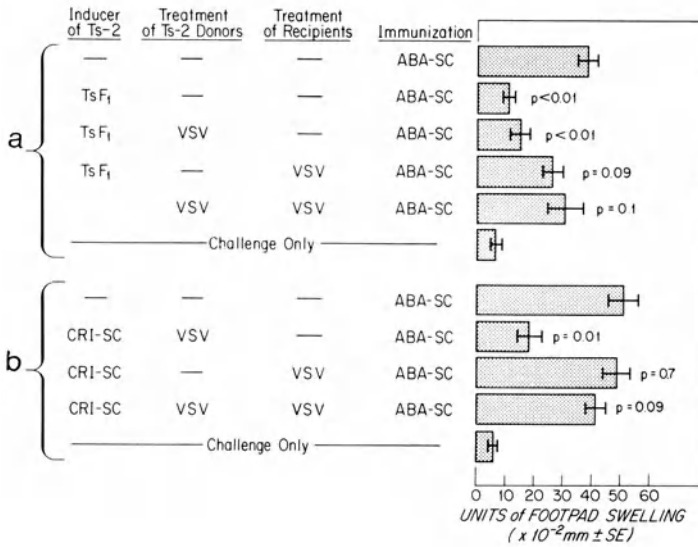 Inducer of Ts-2 Treatment of Ts-2 Donors Treatment of Recipients Immunization
a
— — — ABA-SC
TsF₁ — — ABA-SC p<0.01
TsF₁ VSV — ABA-SC p<0.01
TsF₁ — VSV ABA-SC p=0.09
VSV VSV ABA-SC p=0.1
Challenge Only
b
— — — ABA-SC
CRI-SC VSV — ABA-SC p=0.01
CRI-SC — VSV ABA-SC p=0.7
CRI-SC VSV VSV ABA-SC p=0.09
Challenge Only
0 10 20 30 40 50 60
UNITS of FOOTPAD SWELLING
(x 10⁻² mm ± SE)